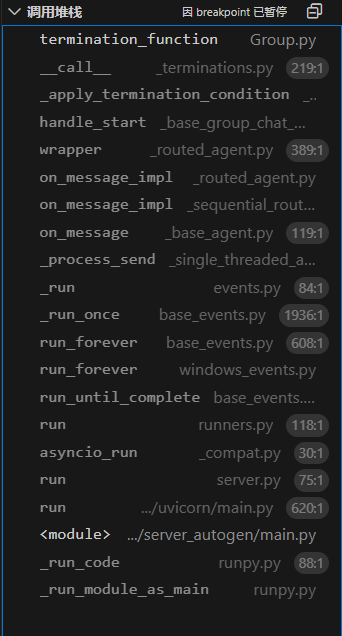 调用堆栈 因 breakpoint 已暂停
termination_function Group.py
__call__ _terminations.py 219:1
_apply_termination_condition _..
handle_start _base_group_chat_...
wrapper _routed_agent.py 389:1
on_message_impl _routed_agent.py
on_message_impl _sequential_rout...
on_message _base_agent.py 119:1
_process_send _single_threaded_a...
_run events.py 84:1
_run_once base_events.py 1936:1
run_forever base_events.py 608:1
run_forever windows_events.py
run_until_complete base_events....
run runners.py 118:1
asyncio_run _compat.py 30:1
run server.py 75:1
run .../uvicorn/main.py 620:1
<module> .../server_autogen/main.py
_run_code runpy.py 88:1
_run_module_as_main runpy.py